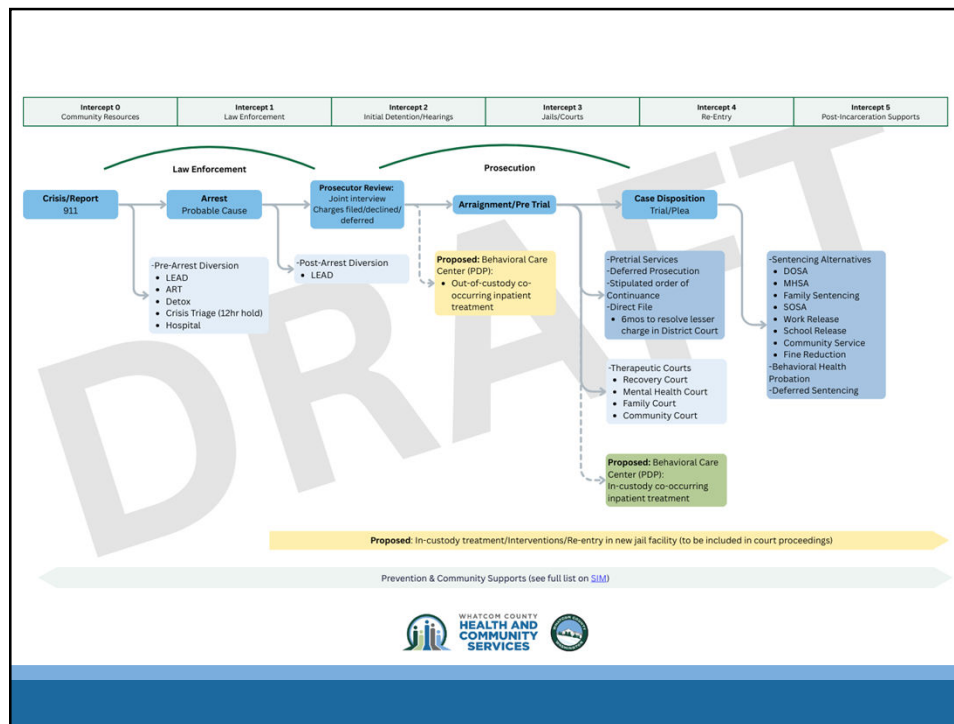 Intercept 0
Community Resources
Intercept 1
Law Enforcement
Intercept 2
Initial Detention/Hearings
Intercept 3
Jails/Courts
Intercept 4
Re-Entry
Intercept 5
Post-Incarceration Supports
Law Enforcement
Prosecution
Crisis/Report
911
Arrest
Probable Cause
Prosecutor Review:
Joint interview
Charges filed/declined/
deferred
Arraignment/Pre Trial
Case Disposition
Trial/Plea
-Pre-Arrest Diversion
• LEAD
• ART
• Detox
• Crisis Triage (12hr hold)
• Hospital
-Post-Arrest Diversion
• LEAD
Proposed: Behavioral Care
Center (PDP):
• Out-of-custody co-
occurring inpatient
treatment
-Pretrial Services
-Deferred Prosecution
-Stipulated order of
Continuance
-Direct File
• 6mos to resolve lesser
charge in District Court
-Therapeutic Courts
• Recovery Court
• Mental Health Court
• Family Court
• Community Court
Proposed: Behavioral Care
Center (PDP):
In-custody co-occurring
inpatient treatment
-Sentencing Alternatives
• DOSA
• MHSA
• Family Sentencing
• SOSA
• Work Release
• School Release
• Community Service
• Fine Reduction
-Behavioral Health
Probation
-Deferred Sentencing
DRAFT
Proposed: In-custody treatment/Interventions/Re-entry in new jail facility (to be included in court proceedings)
Prevention & Community Supports (see full list on SIM)
WHATCOM COUNTY
HEALTH AND
COMMUNITY
SERVICES